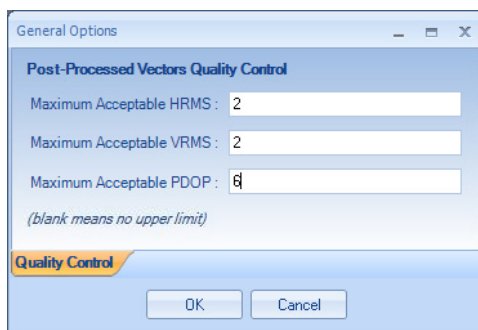 General Options
Post-Processed Vectors Quality Control
Maximum Acceptable HRMS : 2
Maximum Acceptable VRMS : 2
Maximum Acceptable PDOP : 6
(blank means no upper limit)
Quality Control
OK Cancel